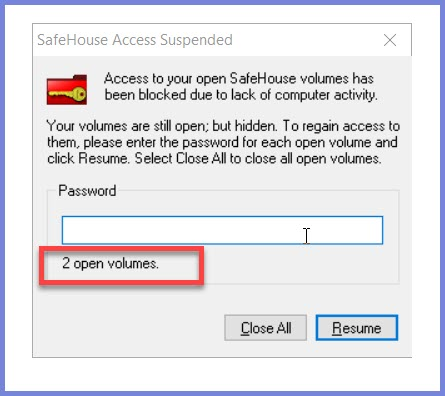 SafeHouse Access Suspended
Access to your open SafeHouse volumes has
been blocked due to lack of computer activity.
Your volumes are still open; but hidden. To regain access to
them, please enter the password for each open volume and
click Resume. Select Close All to close all open volumes.
Password
2 open volumes.
Close All
Resume